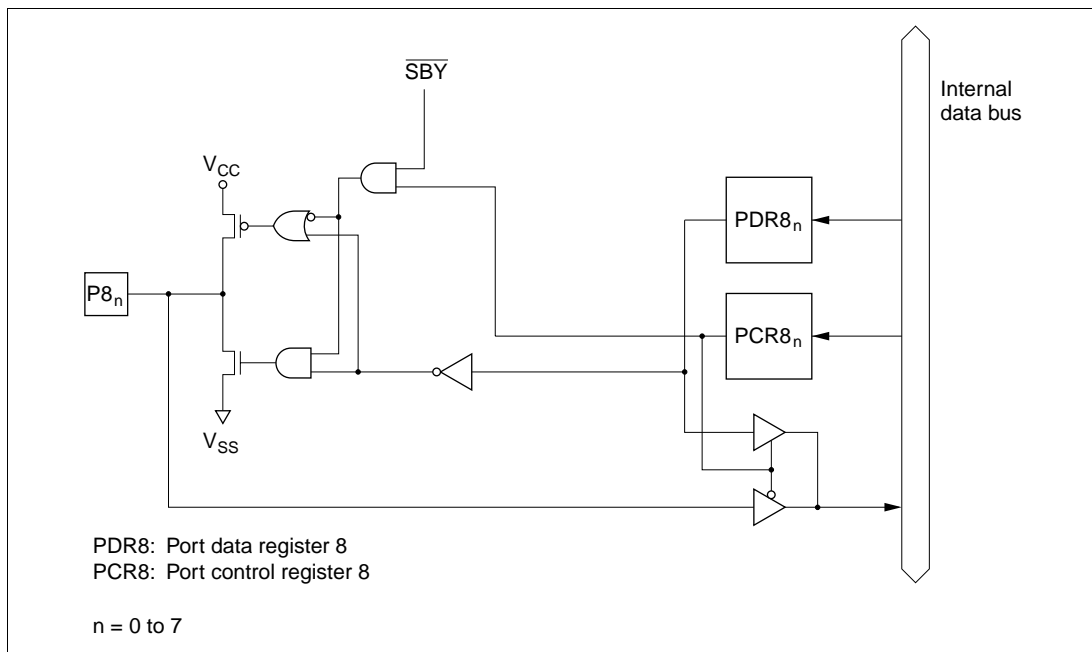 SBY
Internal
data bus
VCC
PDR8n
P8n
PCR8n
VSS
PDR8: Port data register 8
PCR8: Port control register 8
n = 0 to 7